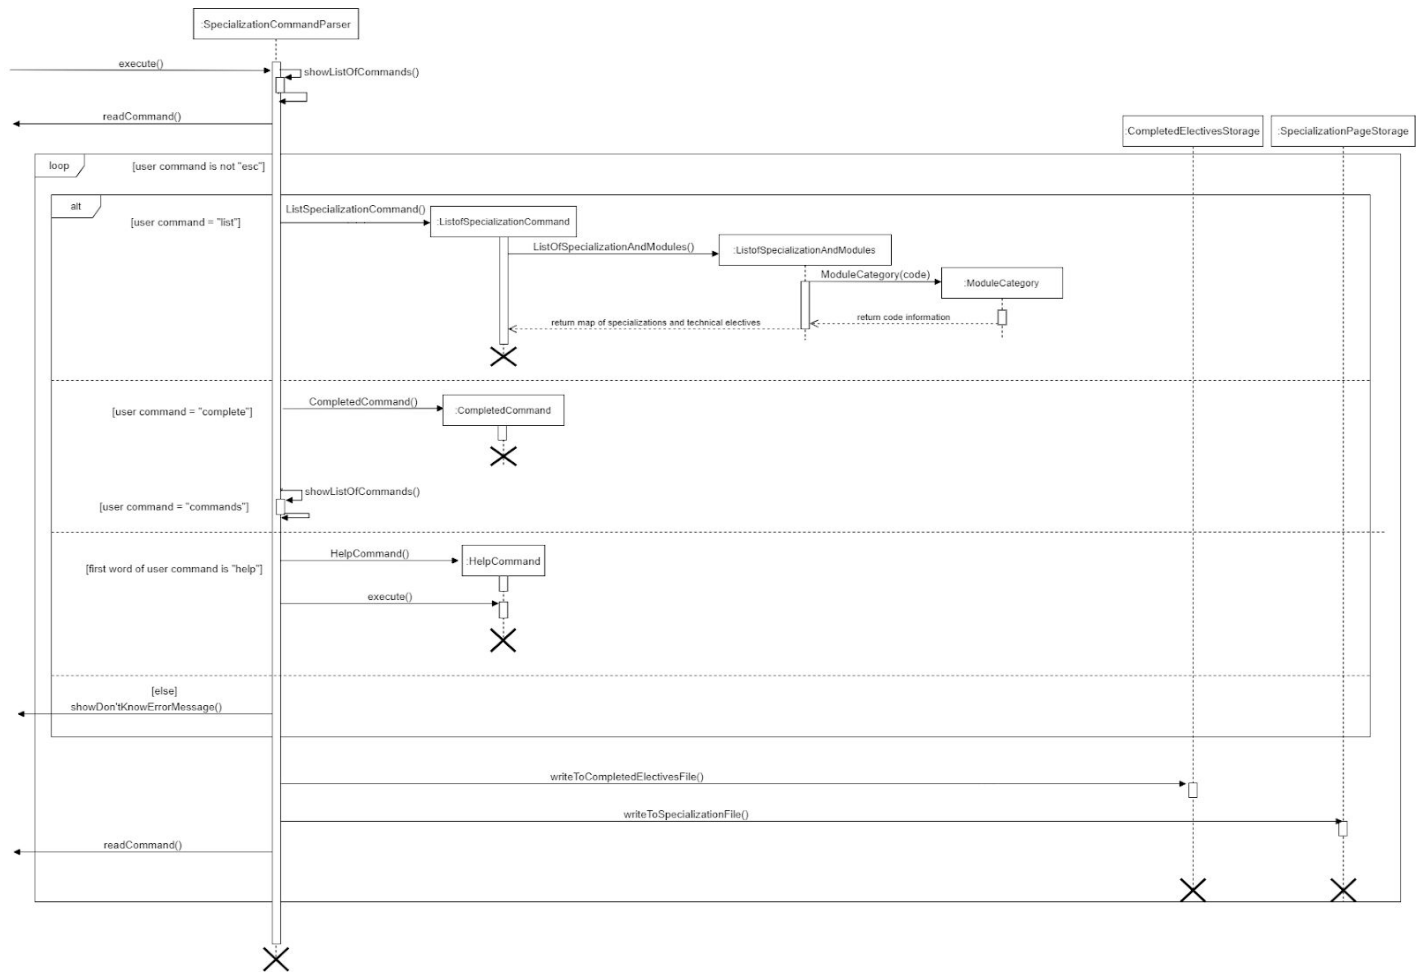 :SpecializationCommandParser
execute()
showListOfCommands()
readCommand()
:CompletedElectivesStorage
:SpecializationPageStorage
loop
[user command is not "esc"]
alt
[user command = "list"]
ListSpecializationCommand()
:ListofSpecializationCommand
ListOfSpecializationAndModules()
:ListofSpecializationAndModules
ModuleCategory(code)
:ModuleCategory
return map of specializations and technical electives
return code information
[user command = "complete"]
CompletedCommand()
:CompletedCommand
showListOfCommands()
[user command = "commands"]
HelpCommand()
:HelpCommand
[first word of user command is "help"]
execute()
[else]
showDon'tKnowErrorMessage()
writeToCompletedElectivesFile()
writeToSpecializationFile()
readCommand()